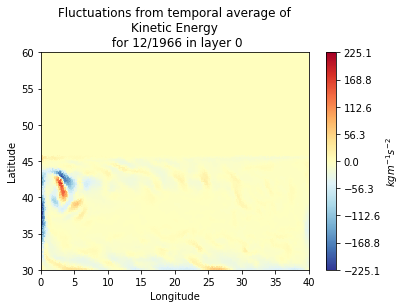 Fluctuations from temporal average of
Kinetic Energy
for 12/1966 in layer 0
60
55
50
45
40
35
30
Latitude
0 5 10 15 20 25 30 35 40
Longitude
225.1
168.8
112.6
56.3
0.0
−56.3
−112.6
−168.8
−225.1
kgm⁻¹s⁻²